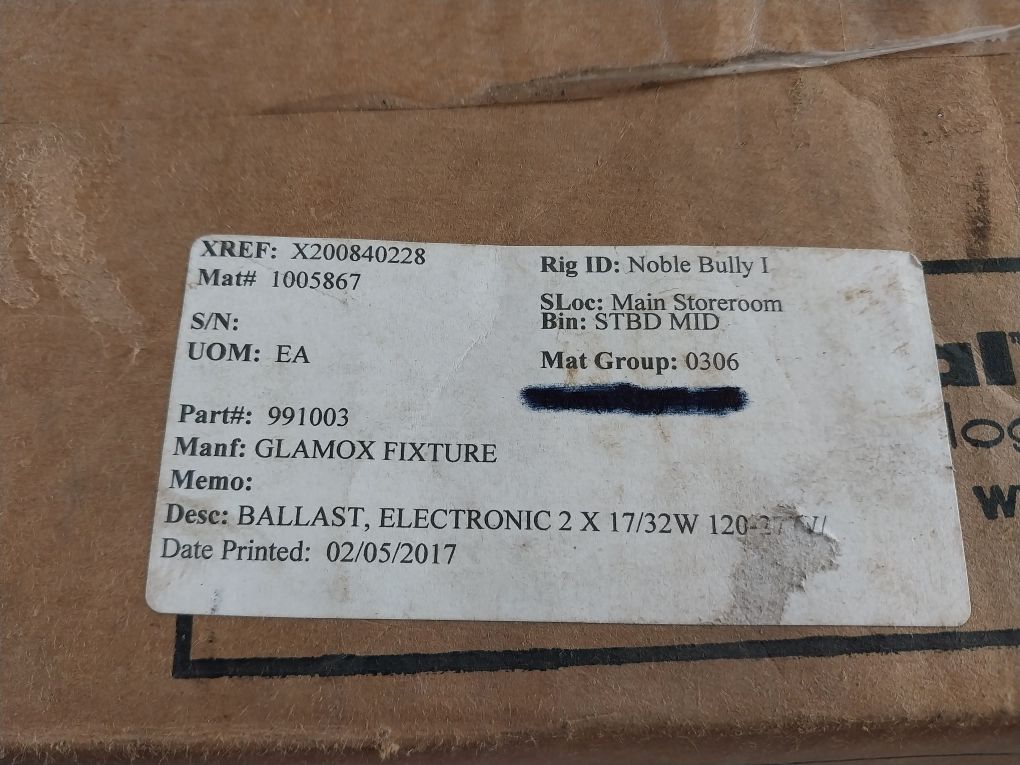 XREF: X200840228
Mat# 1005867
S/N:
UOM: EA
Rig ID: Noble Bully I
SLoc: Main Storeroom
Bin: STBD MID
Mat Group: 0306
Part#: 991003
Manf: GLAMOX FIXTURE
Memo:
Desc: BALLAST, ELECTRONIC 2 X 17/32W
Date Printed: 02/05/2017